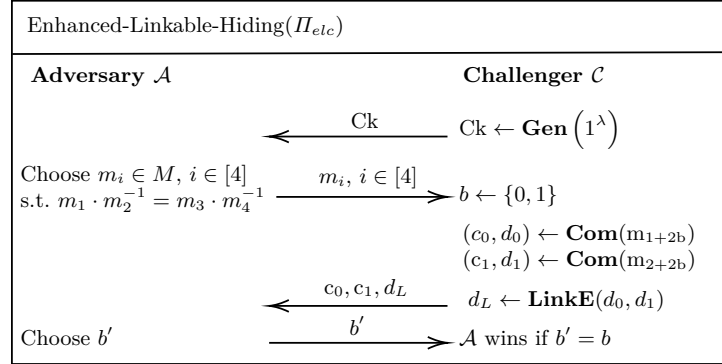 Enhanced-Linkable-Hiding(Π_{elc})
Adversary 𝒜 Challenger 𝒞
Ck Ck ← Gen (1^λ)
Choose m_i ∈ M, i ∈ [4] m_i, i ∈ [4]
s.t. m_1 · m_2^{-1} = m_3 · m_4^{-1} b ← {0, 1}
(c_0, d_0) ← Com(m_{1+2b})
(c_1, d_1) ← Com(m_{2+2b})
c_0, c_1, d_L d_L ← LinkE(d_0, d_1)
Choose b′ b′ 𝒜 wins if b′ = b